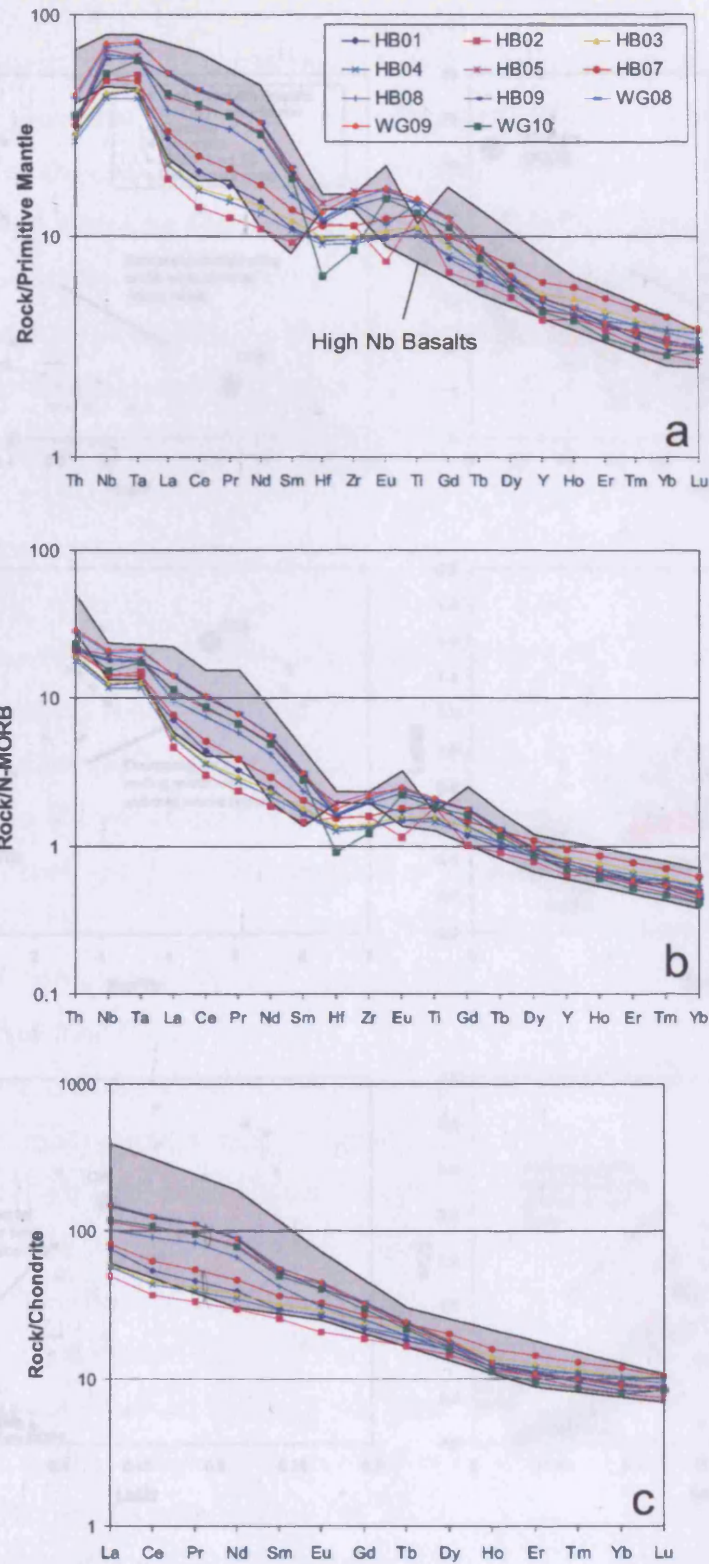 100
10
1
Rock/Primitive Mantle
HB01 HB02 HB03
HB04 HB05 HB07
HB08 HB09 WG08
WG09 WG10
High Nb Basalts
a
Th Nb Ta La Ce Pr Nd Sm Hf Zr Eu Ti Gd Tb Dy Y Ho Er Tm Yb Lu
100
10
1
0.1
Rock/N-MORB
b
Th Nb Ta La Ce Pr Nd Sm Hf Zr Eu Ti Gd Tb Dy Y Ho Er Tm Yb
1000
100
10
1
Rock/Chondrite
c
La Ce Pr Nd Sm Eu Gd Tb Dy Ho Er Tm Yb Lu